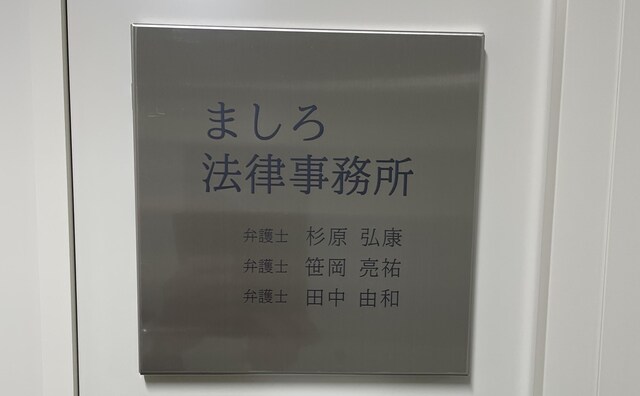 ましろ
法律事務所
弁護士 杉原 弘康
弁護士 笹岡 亮祐
弁護士 田中 由和